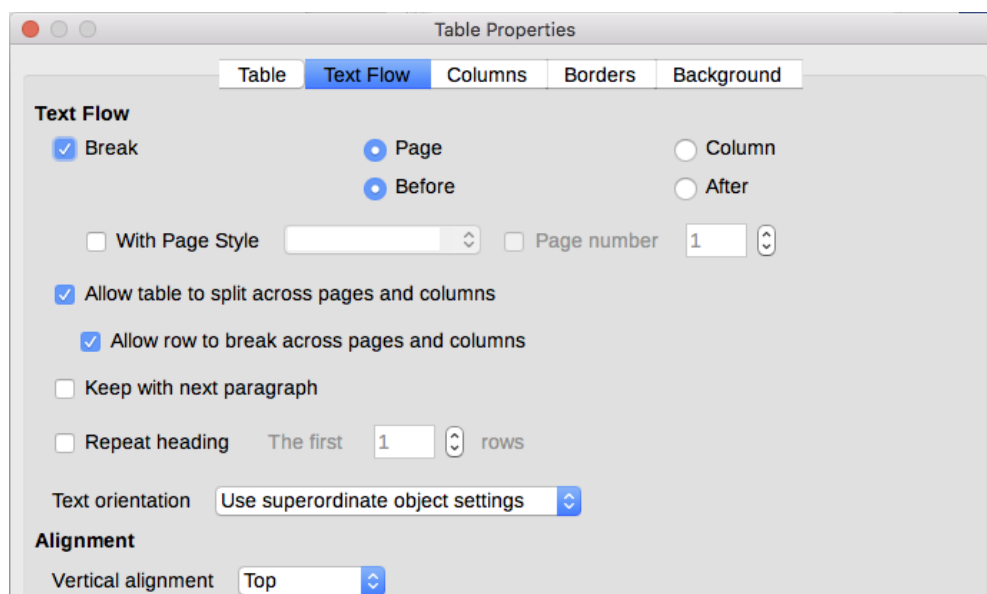 Table Properties
Table Text Flow Columns Borders Background
Text Flow
Break Page Column
Before After
With Page Style Page number 1
Allow table to split across pages and columns
Allow row to break across pages and columns
Keep with next paragraph
Repeat heading The first 1 rows
Text orientation Use superordinate object settings
Alignment
Vertical alignment Top